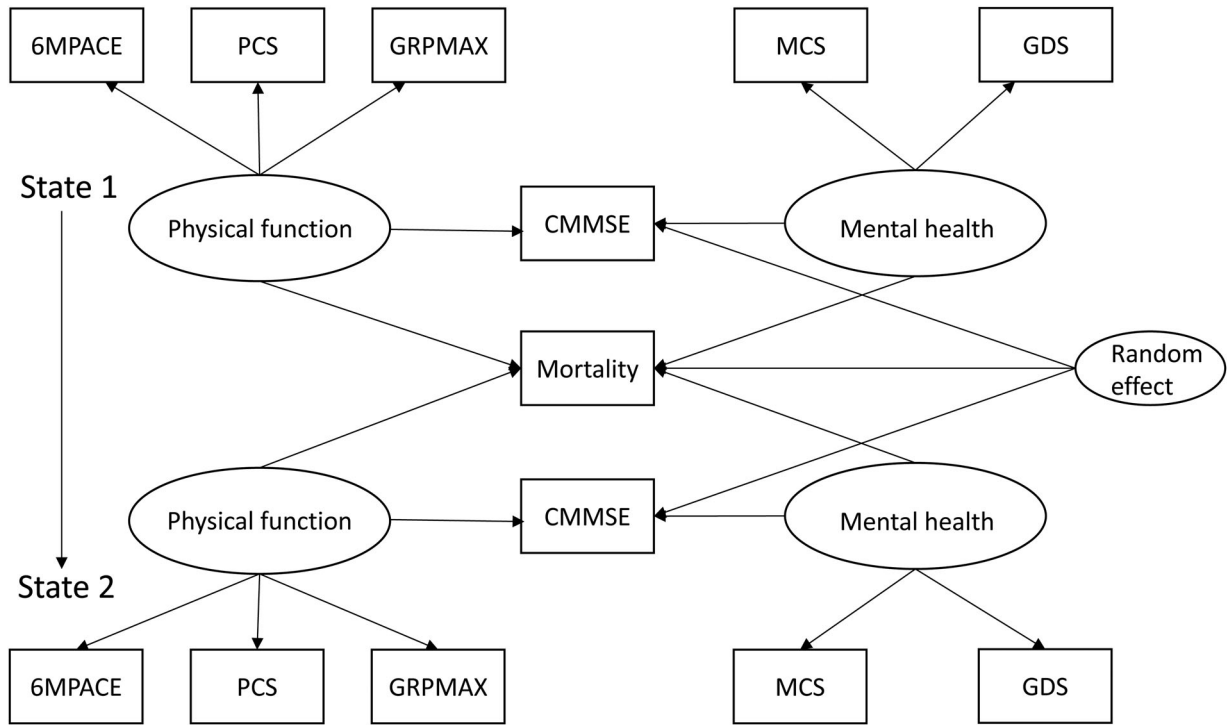 6MPACE
PCS
GRPMAX
MCS
GDS
State 1
Physical function
CMMSE
Mental health
Mortality
Random
effect
Physical function
CMMSE
Mental health
State 2
6MPACE
PCS
GRPMAX
MCS
GDS